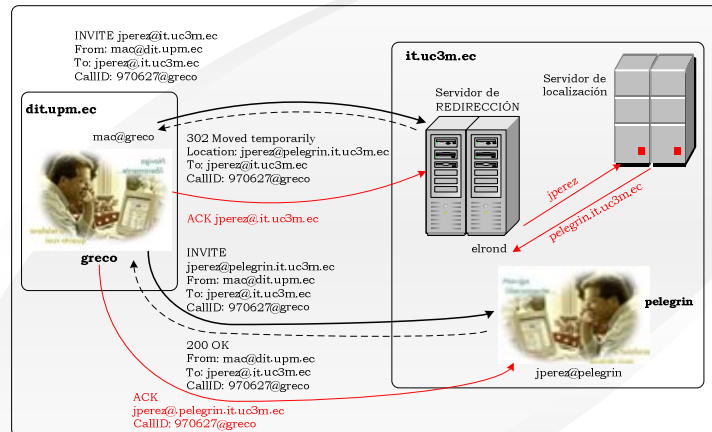 INVITE jperez@it.uc3m.ec
From: mac@dit.upm.ec
To: jperez@.it.uc3m.ec
CallID: 970627@greco
dit.upm.ec
mac@greco
greco
it.uc3m.ec
Servidor de
REDIRECCIÓN
Servidor de
localización
302 Moved temporarily
Location: jperez@pelegrin.it.uc3m.ec
To: jperez@it.uc3m.ec
CallID: 970627@greco
ACK jperez@.it.uc3m.ec
jperez
pelegrin.it.uc3m.ec
elrond
INVITE
jperez@pelegrin.it.uc3m.ec
From: mac@dit.upm.ec
To: jperez@.it.uc3m.ec
CallID: 970627@greco
pelegrin
jperez@pelegrin
200 OK
From: mac@dit.upm.ec
To: jperez@.it.uc3m.ec
CallID: 970627@greco
ACK
jperez@.pelegrin.it.uc3m.ec
CallID: 970627@greco